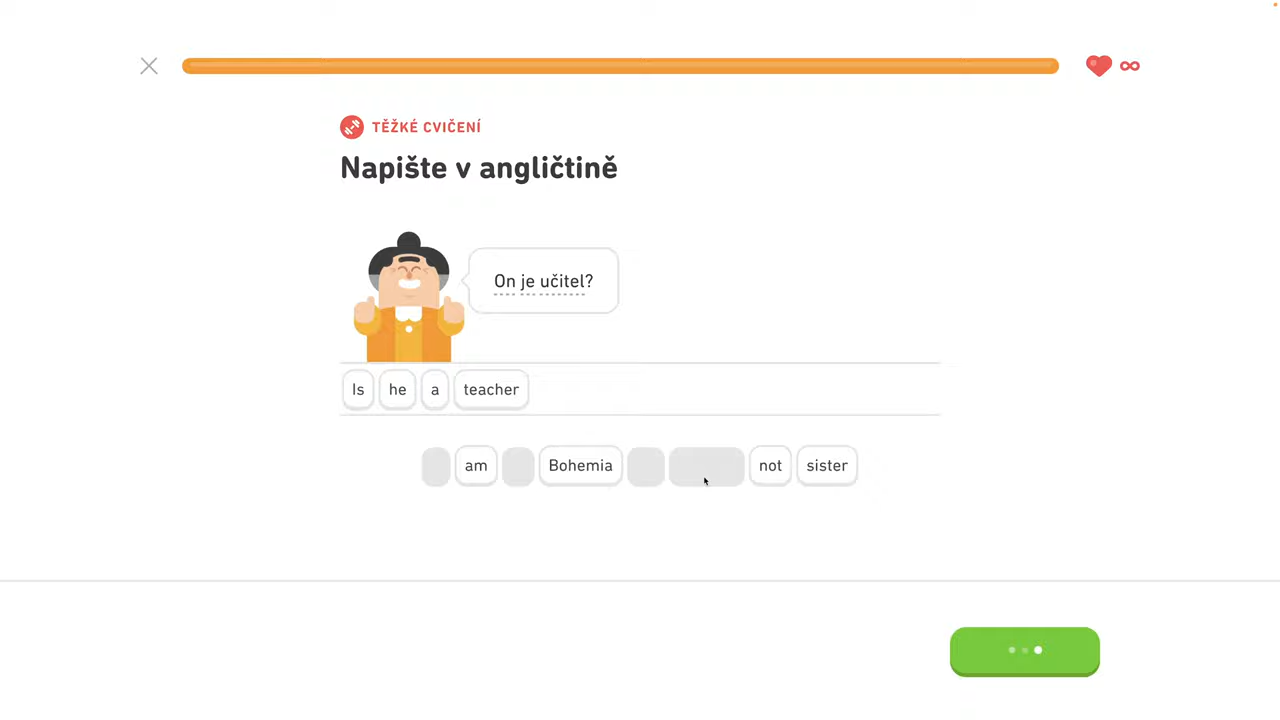 TĚŽKÉ CVIČENÍ
Napište v angličtině
On je učitel?
Is he a teacher
am Bohemia not sister